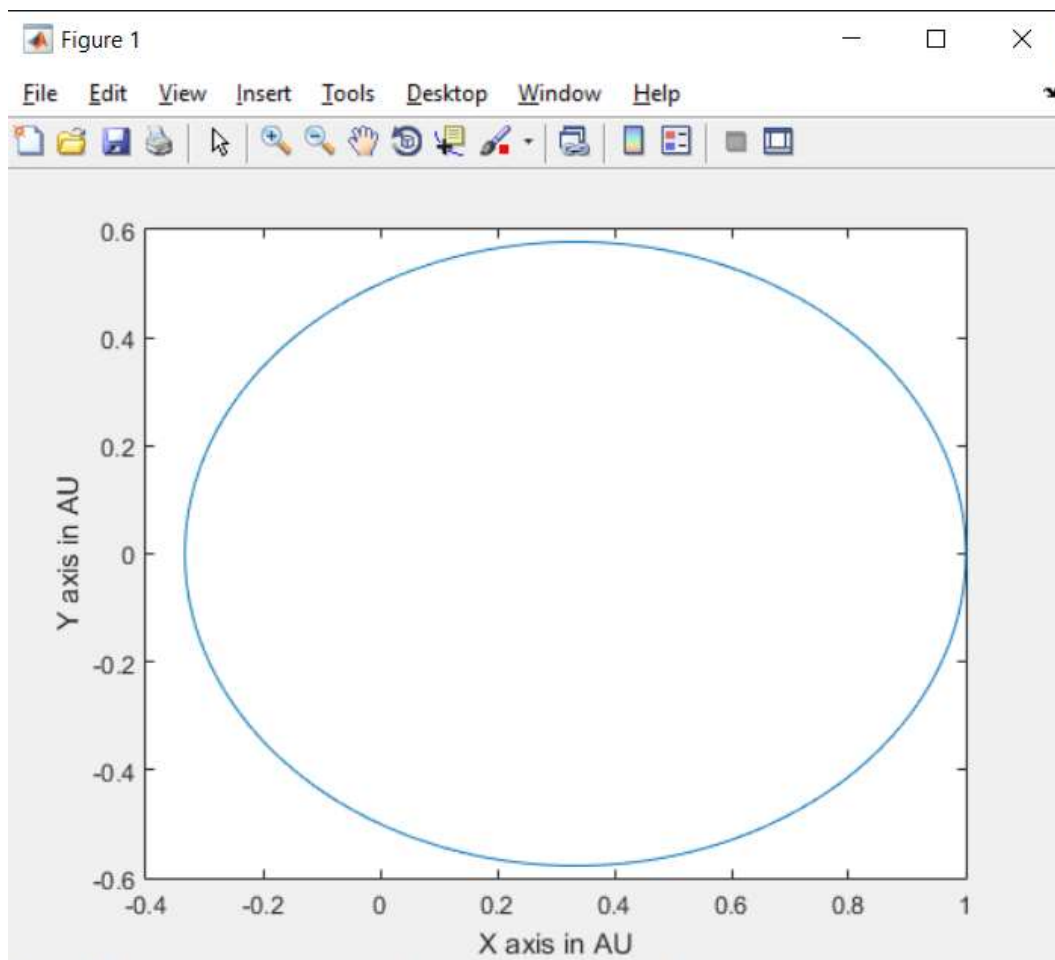 Figure 1
File Edit View Insert Tools Desktop Window Help
0.6
0.4
0.2
0
-0.2
-0.4
-0.6
Y axis in AU
-0.4 -0.2 0 0.2 0.4 0.6 0.8 1
X axis in AU